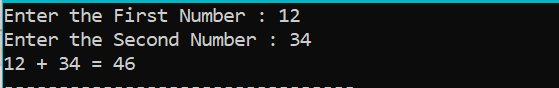 Enter the First Number : 12
Enter the Second Number : 34
12 + 34 = 46
--------------------------------